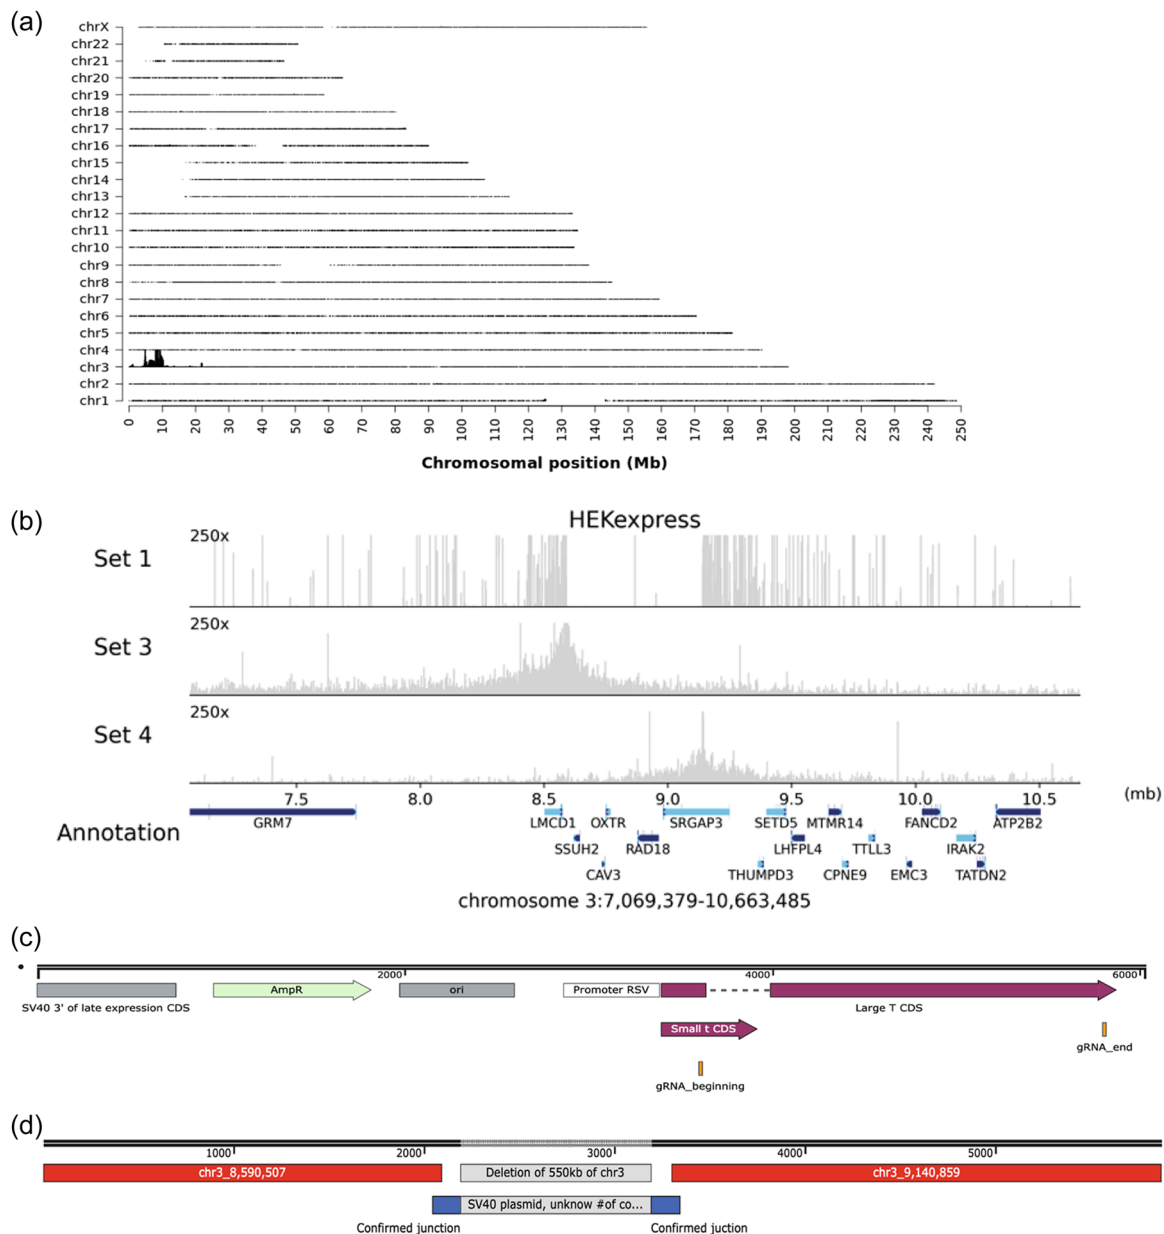 (a)
chrX
chr22
chr21
chr20
chr19
chr18
chr17
chr16
chr15
chr14
chr13
chr12
chr11
chr10
chr9
chr8
chr7
chr6
chr5
chr4
chr3
chr2
chr1
0 10 20 30 40 50 60 70 80 90 100 110 120 130 140 150 160 170 180 190 200 210 220 230 240 250
Chromosomal position (Mb)
(b)
HEKexpress
Set 1 250x
Set 3 250x
Set 4 250x
7.5 8.0 8.5 9.0 9.5 10.0 10.5 (mb)
Annotation
GRM7 LMCD1 OXTR SRGAP3 SETD5 MTMR14 FANCD2 ATP2B2
SSUH2 RAD18 LHFPL4 TTLL3 IRAK2
CAV3 THUMPD3 CPNE9 EMC3 TATDN2
chromosome 3:7,069,379-10,663,485
(c)
2000 4000 6000
AmpR ori Promoter RSV
SV40 3' of late expression CDS Large T CDS
Small t CDS
gRNA_end
gRNA_beginning
(d)
1000 2000 3000 4000 5000
chr3_8,590,507 Deletion of 550kb of chr3 chr3_9,140,859
SV40 plasmid, unknow #of co...
Confirmed junction Confirmed juction